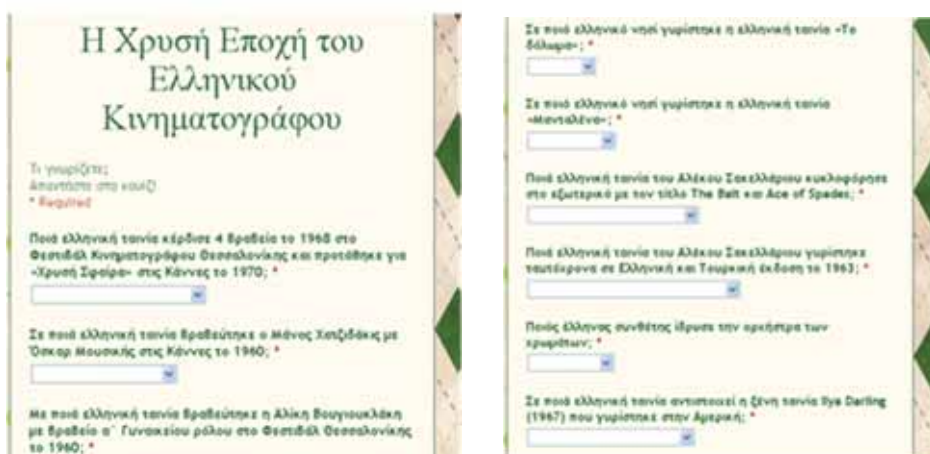 Η Χρυσή Εποχή του
Ελληνικού
Κινηματογράφου
Τι γνωρίζετε;
Απαντήστε στο κουίζ!
* Required
Ποιά ελληνική ταινία κέρδισε 4 βραβεία το 1968 στο
Φεστιβάλ Κινηματογράφου Θεσσαλονίκης και προτάθηκε για
«Χρυσή Σφαίρα» στις Κάννες το 1970; *
Σε ποιά ελληνική ταινία βραβεύτηκε ο Μάνος Χατζιδάκις με
Όσκαρ Μουσικής στις Κάννες το 1960; *
Με ποιά ελληνική ταινία βραβεύτηκε η Αλίκη Βουγιουκλάκη
με βραβείο α΄ Γυναικείου ρόλου στο Φεστιβάλ Θεσσαλονίκης
το 1960; *
Σε ποιό ελληνικό νησί γυρίστηκε η ελληνική ταινία «Το
δόλωμα»; *
Σε ποιό ελληνικό νησί γυρίστηκε η ελληνική ταινία
«Μανταλένα»; *
Ποιά ελληνική ταινία του Αλέκου Σακελλάριου κυκλοφόρησε
στο εξωτερικό με τον τίτλο The Bait και Ace of Spades; *
Ποιά ελληνική ταινία του Αλέκου Σακελλάριου γυρίστηκε
ταυτόχρονα σε Ελληνική και Τουρκική έκδοση το 1963; *
Ποιός έλληνας συνθέτης ίδρυσε την ορχήστρα των
χρωμάτων; *
Σε ποιά ελληνική ταινία αντιστοιχεί η ξένη ταινία Ilya Darling
(1967) που γυρίστηκε στην Αμερική; *